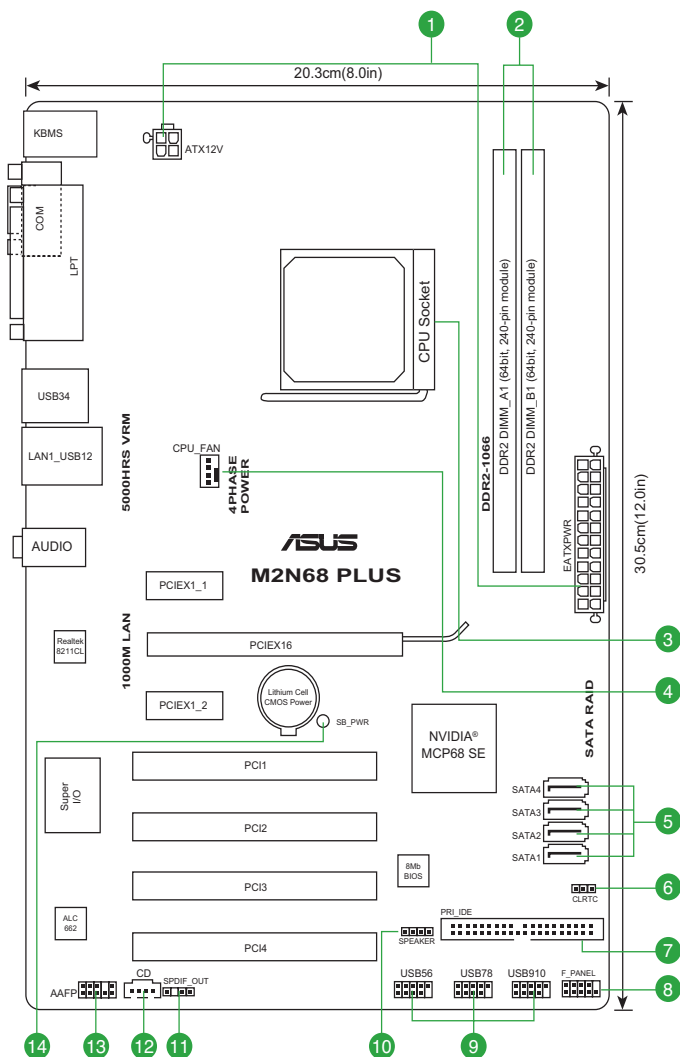 1
2
20.3cm(8.0in)
KBMS
ATX12V
COM
LPT
CPU Socket
DDR2 DIMM_A1 (64bit, 240-pin module)
DDR2 DIMM_B1 (64bit, 240-pin module)
30.5cm(12.0in)
USB34
LAN1_USB12
5000HRS VRM
CPU_FAN
4PHASE
POWER
DDR2-1066
EATXPWR
AUDIO
ASUS
M2N68 PLUS
PCIEX1_1
Realtek
8211CL
1000M LAN
PCIEX16
3
4
PCIEX1_2
Lithium Cell
CMOS Power
SB_PWR
NVIDIA®
MCP68 SE
SATA RAID
Super
I/O
PCI1
SATA4
SATA3
SATA2
SATA1
5
PCI2
8Mb
BIOS
PCI3
6
CLRTC
ALC
662
PRI_IDE
10
SPEAKER
7
PCI4
AAFP
CD
SPDIF_OUT
USB56
USB78
USB910
F_PANEL
8
14
13
12
11
10
9